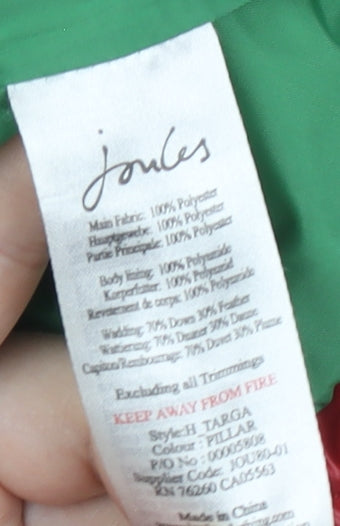 Joules
Main Fabric: 100% Polyester
Hauptgewebe: 100% Polyester
Partie Principale: 100% Polyester
Body lining: 100% Polyamide
Korperfutter: 100% Polyamid
Revetement de corps: 100% Polyamide
Wadding: 70% Down 30% Feather
Wattierung: 70% Daunen 30% Daune
Capiton/Rembourrage: 70% Duvet 30% Plume
Excluding all Trimmings
KEEP AWAY FROM FIRE
Style:H_TARGA
Colour : PILLAR
P/O No : 00005808
Supplier Code: JOU80-01
RN 76260 CA05563
Made in China